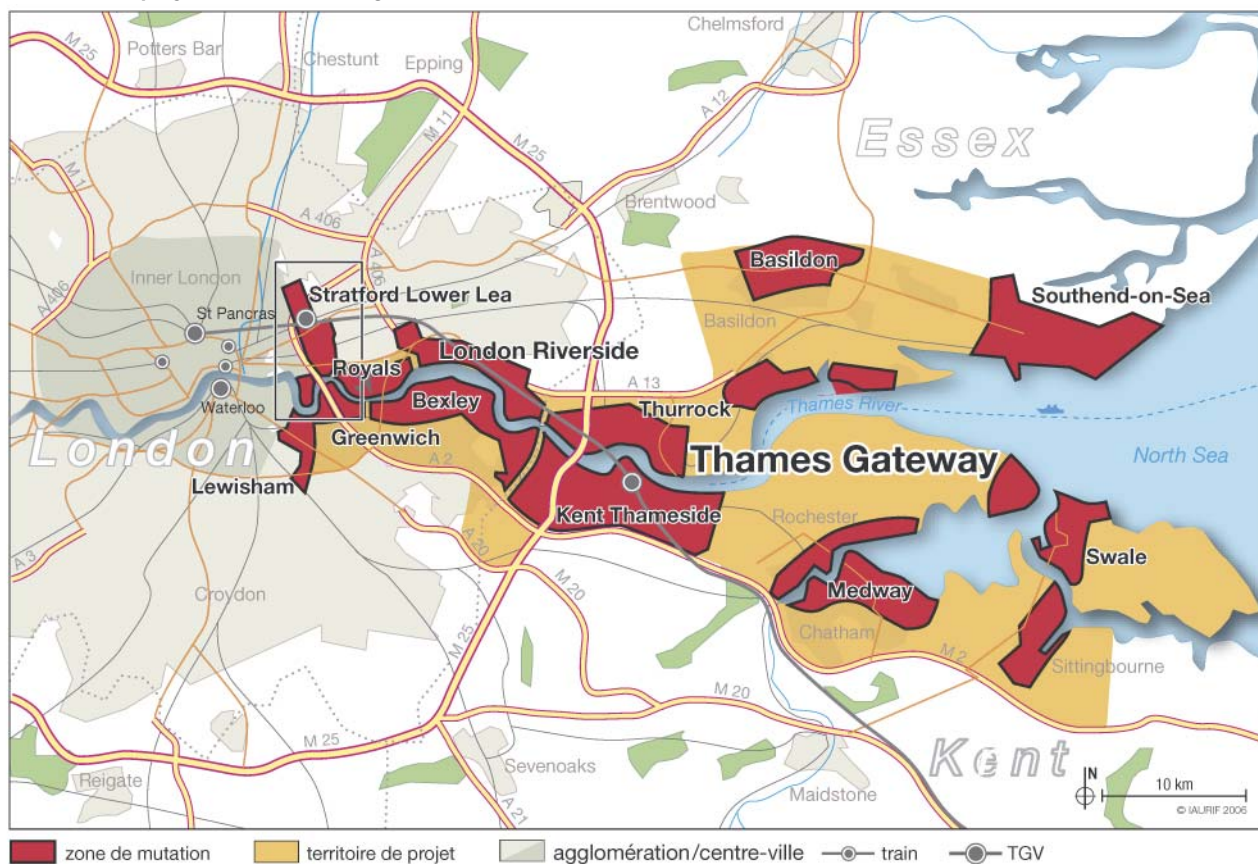 Chelmsford
Potters Bar
M 25
Chestunt
Epping
A 12
M 11
M 25
Essex
M 1
A 406
Brentwood
Inner London
A 406
A 406
Basildon
Stratford Lower Lea
Southend-on-Sea
St Pancras
Basildon
London Riverside
Royals
A 13
Bexley
Thurrock
Thames River
Waterloo
Greenwich
London
A 2
Thames Gateway
North Sea
Lewisham
Kent Thameside
Rochester
A 20
Swale
A 3
Medway
M 20
Croydon
Chatham
M 2
Sittingbourne
M 25
M 20
M 25
Kent
Sevenoaks
N
10 km
Reigate
Maidstone
A 21
© IAURIF 2006
zone de mutation
territoire de projet
agglomération/centre-ville
train
TGV